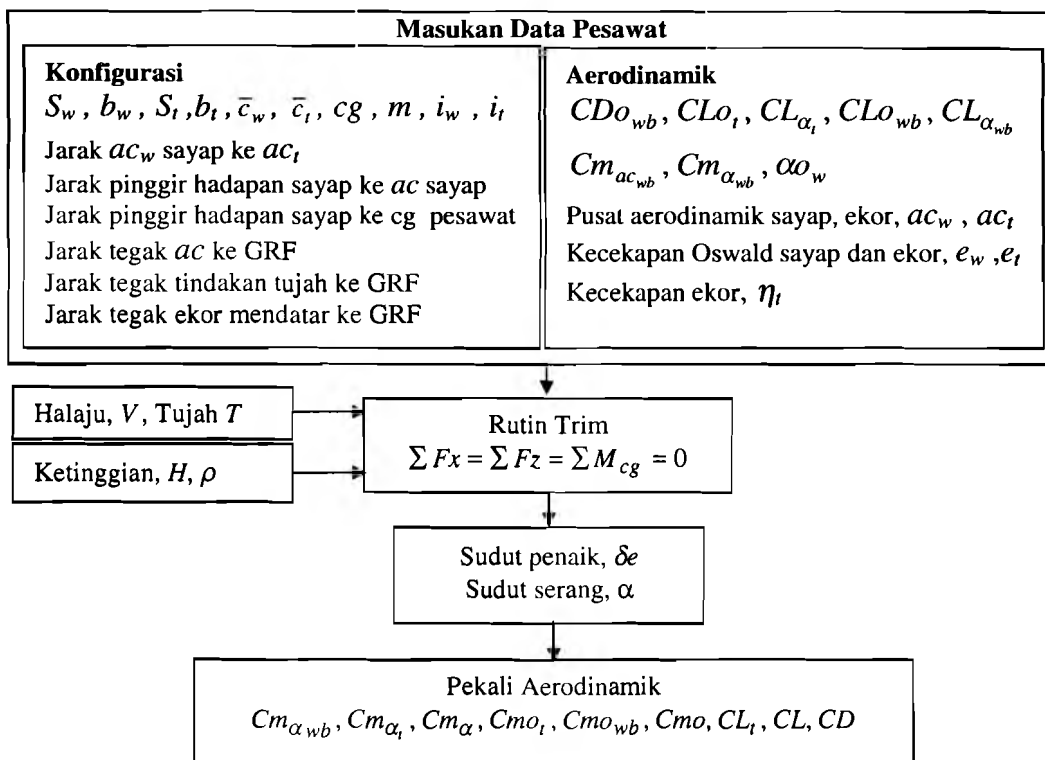 Masukan Data Pesawat
Konfigurasi
S_w , b_w , S_t , b_t , c̄_w , c̄_t , cg , m , i_w , i_t
Jarak ac_w sayap ke ac_t
Jarak pinggir hadapan sayap ke ac sayap
Jarak pinggir hadapan sayap ke cg pesawat
Jarak tegak ac ke GRF
Jarak tegak tindakan tujah ke GRF
Jarak tegak ekor mendatar ke GRF
Aerodinamik
CDo_wb , CLo_t , CL_α_t , CLo_wb , CL_α_wb
Cm_ac_wb , Cm_α_wb , αo_w
Pusat aerodinamik sayap, ekor, ac_w , ac_t
Kecekapan Oswald sayap dan ekor, e_w ,e_t
Kecekapan ekor, η_t
Halaju, V, Tujah T
Ketinggian, H, ρ
Rutin Trim
∑ Fx = ∑ Fz = ∑ M_cg = 0
Sudut penaik, δe
Sudut serang, α
Pekali Aerodinamik
Cm_α_wb , Cm_α_t , Cm_α , Cmo_t , Cmo_wb , Cmo, CL_t , CL, CD